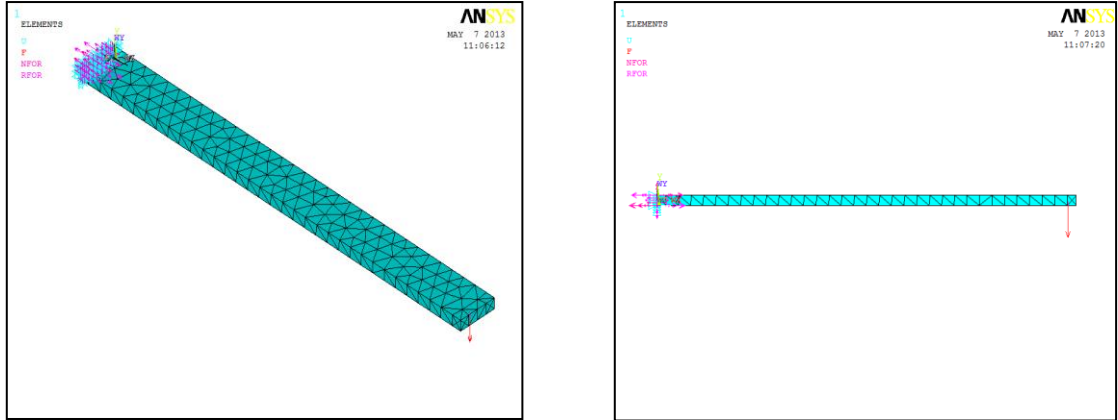 1
ELEMENTS
U
F
NFOR
RFOR
ANSYS
MAY 7 2013
11:06:12
Y
1
ELEMENTS
U
F
NFOR
RFOR
ANSYS
MAY 7 2013
11:07:20
Y